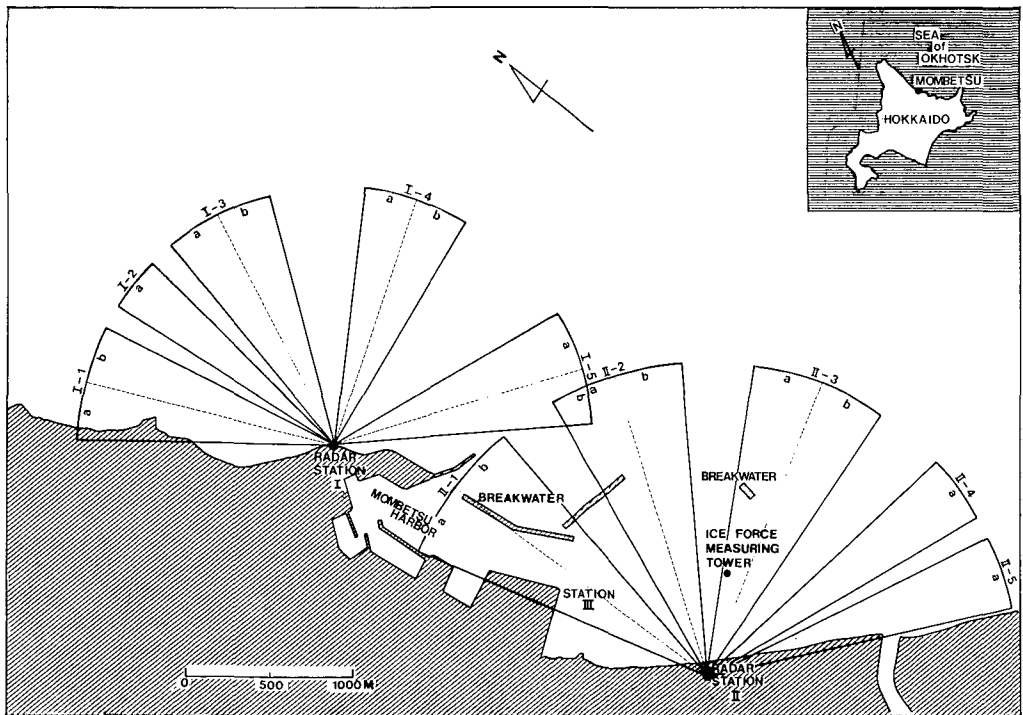 N
SEA
of
OKHOTSK
MOMBETSU
HOKKAIDO
N
I-1
a
b
I-2
a
I-3
a
b
I-4
a
b
I-5
a
b
II-1
a
b
II-2
a
b
II-3
a
b
II-4
a
II-5
a
RADAR
STATION
I
MOMBETSU
HARBOR
BREAKWATER
BREAKWATER
ICE FORCE
MEASURING
TOWER
STATION
III
RADAR
STATION
II
0 500 1000M